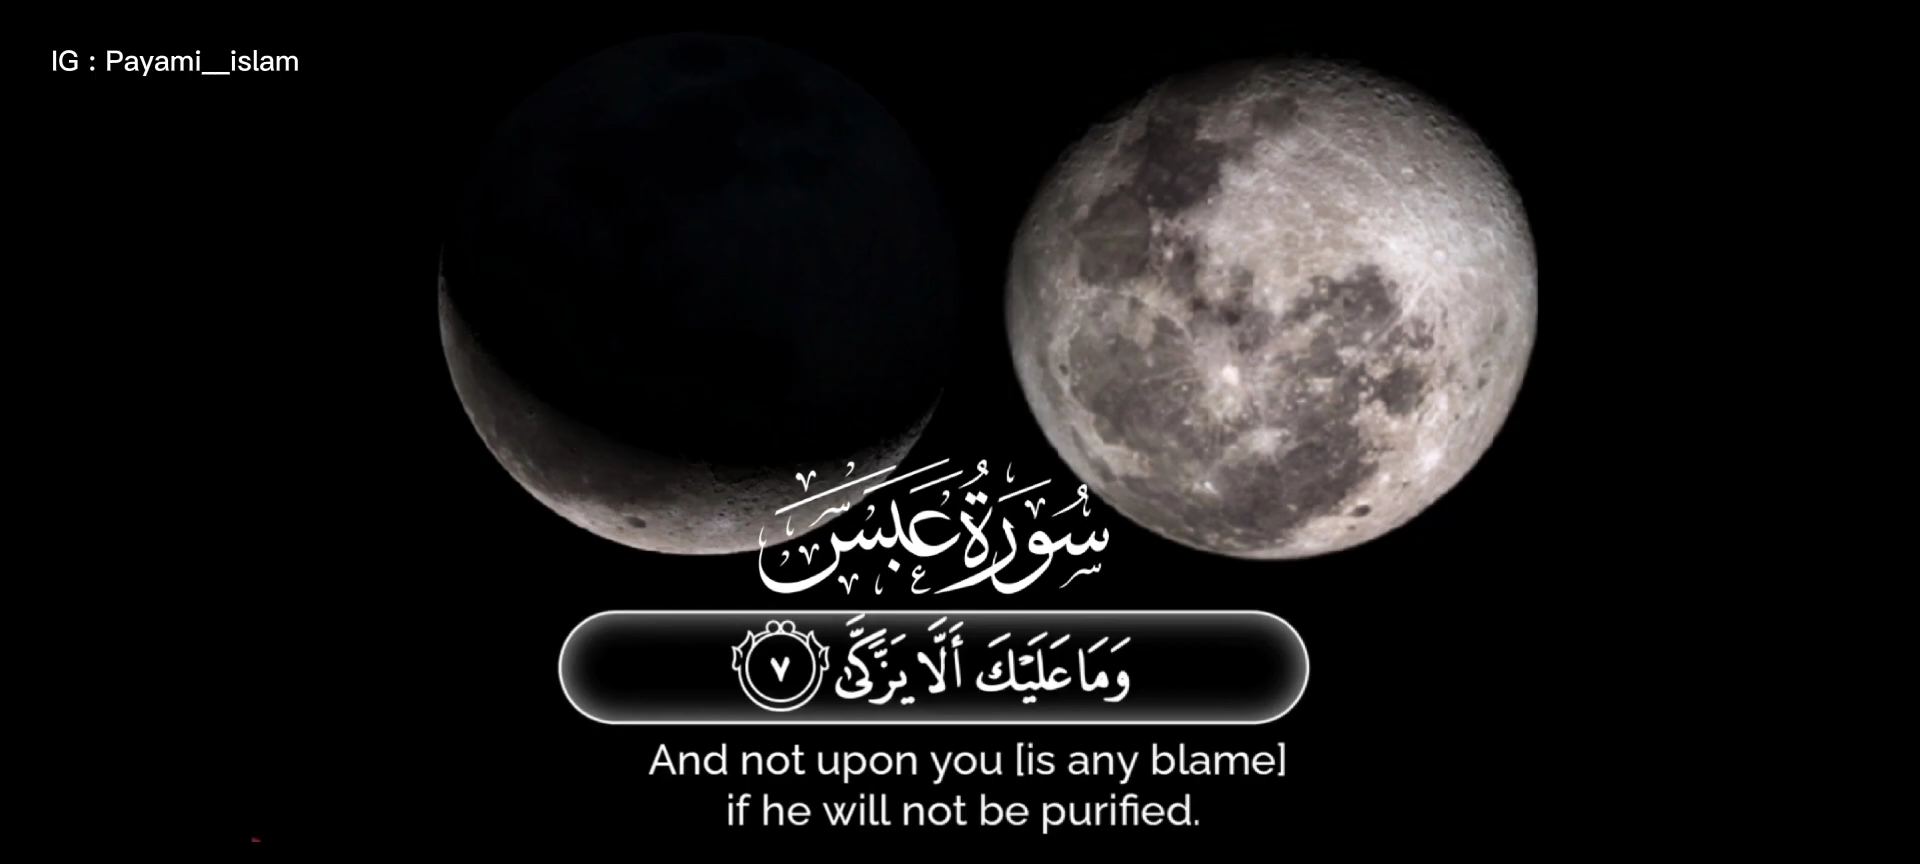 IG : Payami__islam
سُورَةُ عَبَسَ
وَمَا عَلَيْكَ أَلَّا يَزَّكَّىٰ ٧
And not upon you [is any blame]
if he will not be purified.